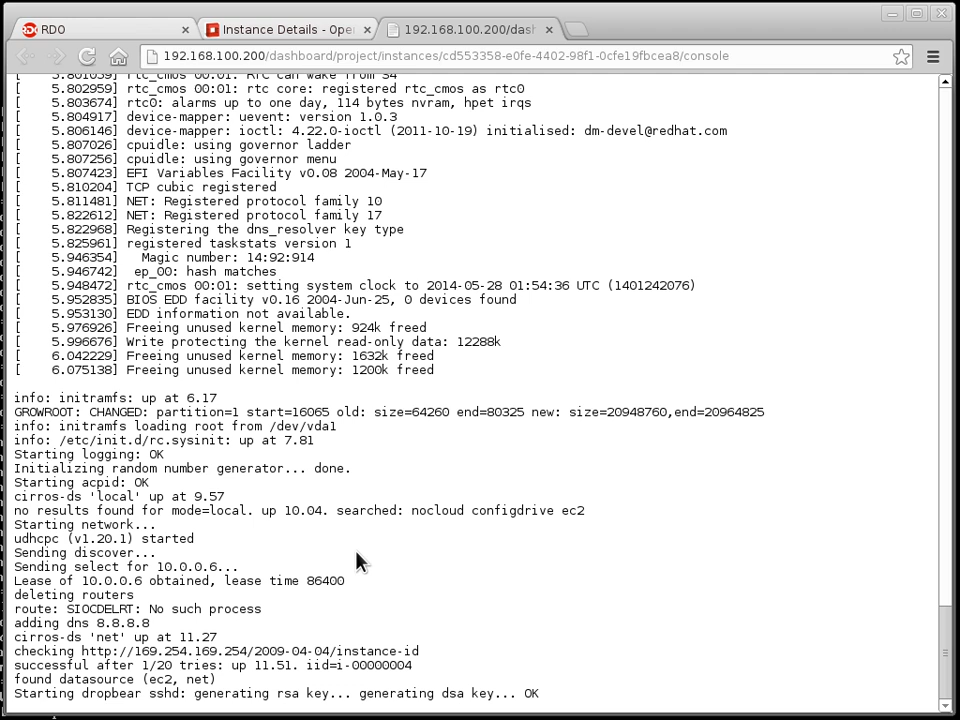 RDO
Instance Details - Ope
192.168.100.200/dash
192.168.100.200/dashboard/project/instances/cd553358-e0fe-4402-98f1-0cfe19fbcea8/console
[    5.801039] rtc_cmos 00:01: RTC can wake from S4
[    5.802959] rtc_cmos 00:01: rtc core: registered rtc_cmos as rtc0
[    5.803674] rtc0: alarms up to one day, 114 bytes nvram, hpet irqs
[    5.804917] device-mapper: uevent: version 1.0.3
[    5.806146] device-mapper: ioctl: 4.22.0-ioctl (2011-10-19) initialised: dm-devel@redhat.com
[    5.807026] cpuidle: using governor ladder
[    5.807256] cpuidle: using governor menu
[    5.807423] EFI Variables Facility v0.08 2004-May-17
[    5.810204] TCP cubic registered
[    5.811481] NET: Registered protocol family 10
[    5.822612] NET: Registered protocol family 17
[    5.822968] Registering the dns_resolver key type
[    5.825961] registered taskstats version 1
[    5.946354]   Magic number: 14:92:914
[    5.946742]  ep_00: hash matches
[    5.948472] rtc_cmos 00:01: setting system clock to 2014-05-28 01:54:36 UTC (1401242076)
[    5.952835] BIOS EDD facility v0.16 2004-Jun-25, 0 devices found
[    5.953130] EDD information not available.
[    5.976926] Freeing unused kernel memory: 924k freed
[    5.996676] Write protecting the kernel read-only data: 12288k
[    6.042229] Freeing unused kernel memory: 1632k freed
[    6.075138] Freeing unused kernel memory: 1200k freed
info: initramfs: up at 6.17
GROWROOT: CHANGED: partition=1 start=16065 old: size=64260 end=80325 new: size=20948760,end=20964825
info: initramfs loading root from /dev/vda1
info: /etc/init.d/rc.sysinit: up at 7.81
Starting logging: OK
Initializing random number generator... done.
Starting acpid: OK
cirros-ds 'local' up at 9.57
no results found for mode=local. up 10.04. searched: nocloud configdrive ec2
Starting network...
udhcpc (v1.20.1) started
Sending discover...
Sending select for 10.0.0.6...
Lease of 10.0.0.6 obtained, lease time 86400
deleting routers
route: SIOCDELRT: No such process
adding dns 8.8.8.8
cirros-ds 'net' up at 11.27
checking http://169.254.169.254/2009-04-04/instance-id
successful after 1/20 tries: up 11.51. iid=i-00000004
found datasource (ec2, net)
Starting dropbear sshd: generating rsa key... generating dsa key... OK